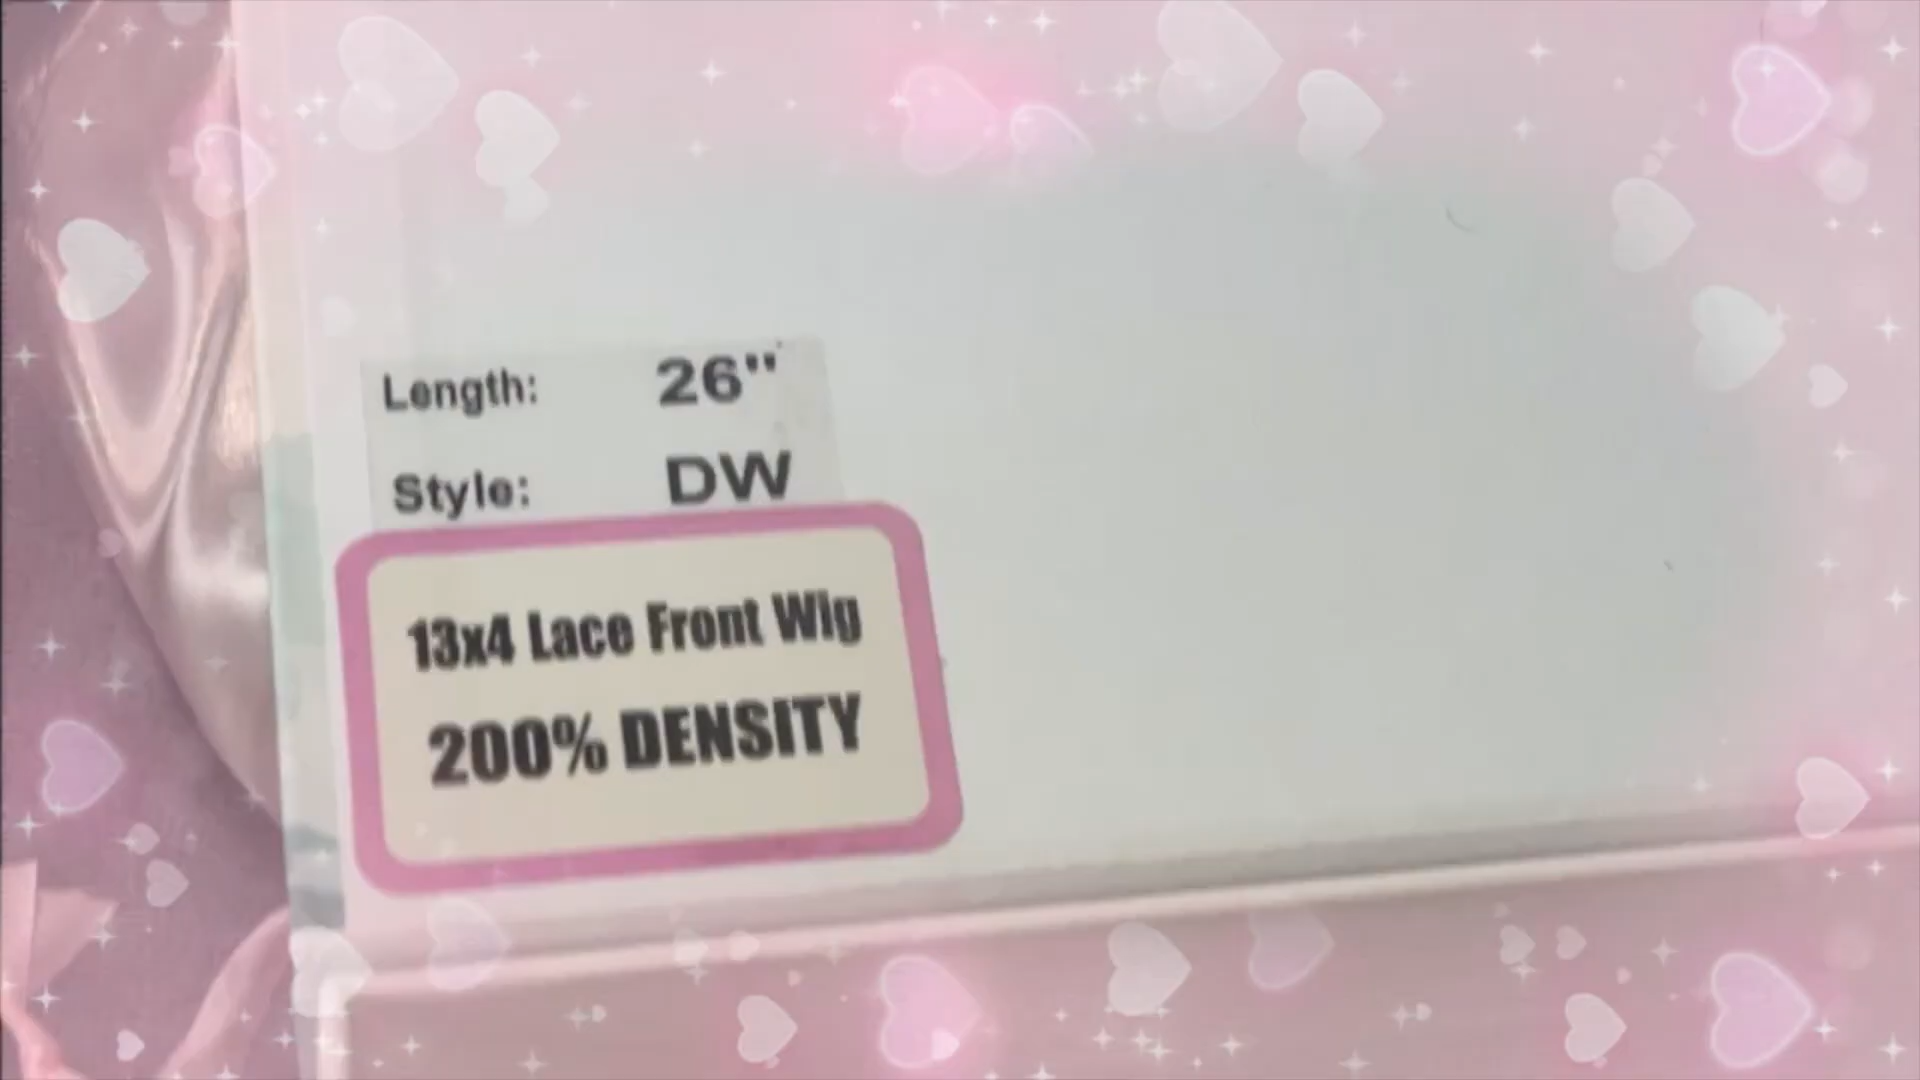 Length: 26"
Style: DW
13x4 Lace Front Wig
200% DENSITY